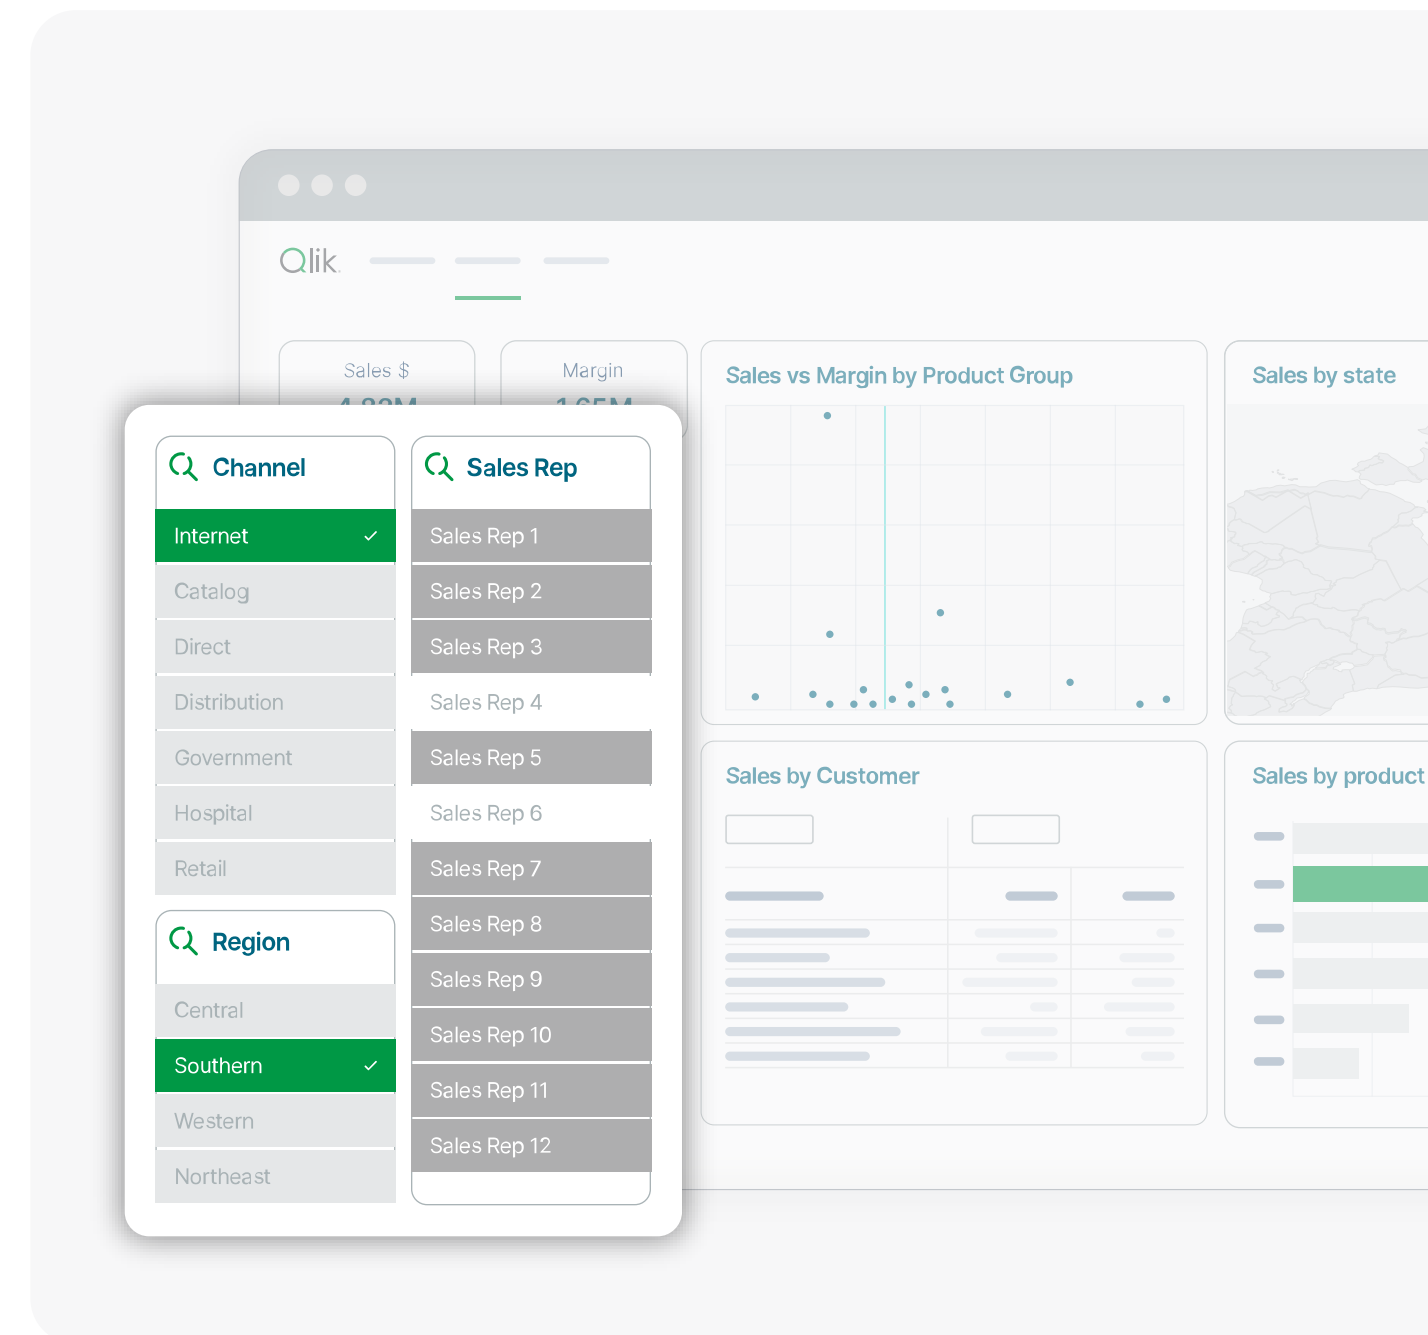 Qlik
Sales $
Margin
Sales vs Margin by Product Group
Sales by state
Channel
Internet
Catalog
Direct
Distribution
Government
Hospital
Retail
Region
Central
Southern
Western
Northeast
Sales Rep
Sales Rep 1
Sales Rep 2
Sales Rep 3
Sales Rep 4
Sales Rep 5
Sales Rep 6
Sales Rep 7
Sales Rep 8
Sales Rep 9
Sales Rep 10
Sales Rep 11
Sales Rep 12
Sales by Customer
Sales by product